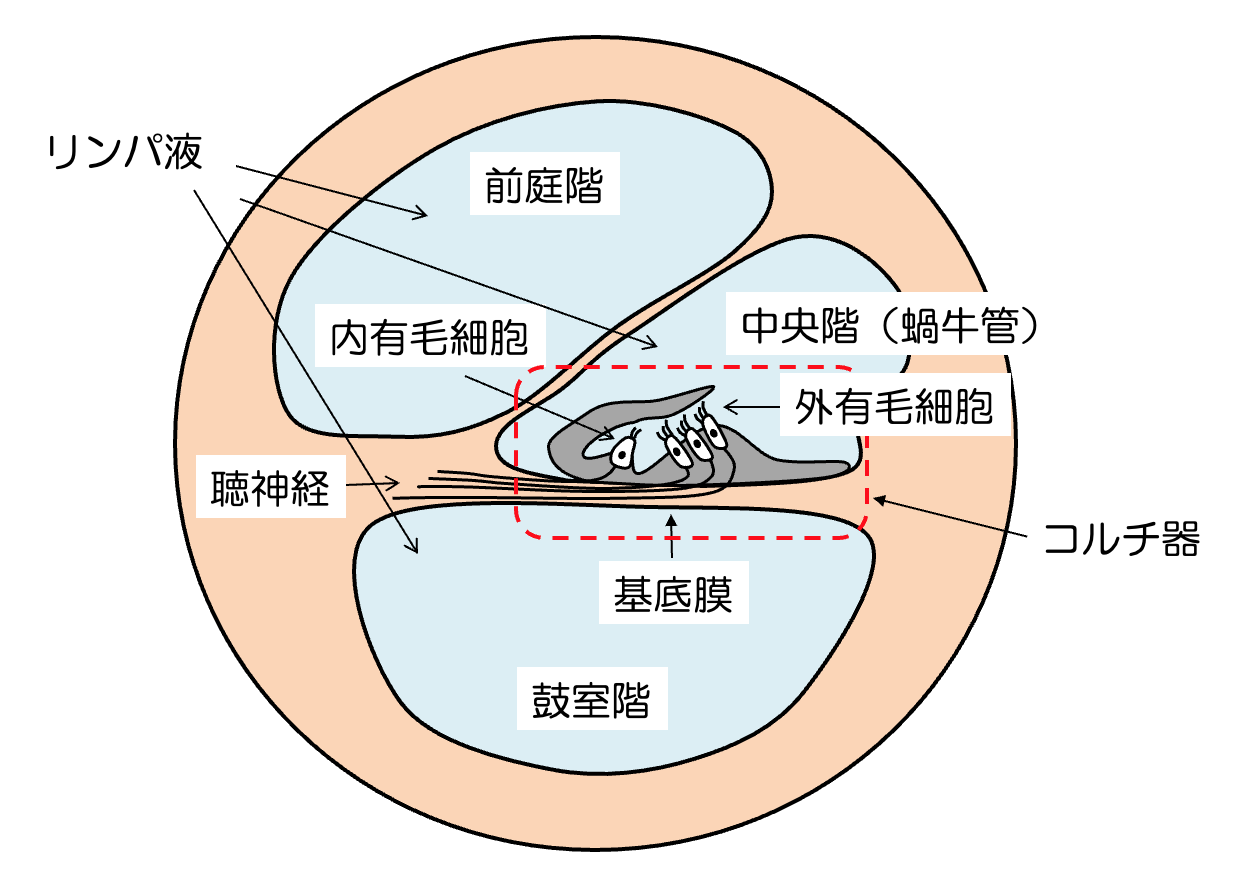 リンパ液
前庭階
内有毛細胞
中央階（蝸牛管）
外有毛細胞
聴神経
コルチ器
基底膜
鼓室階